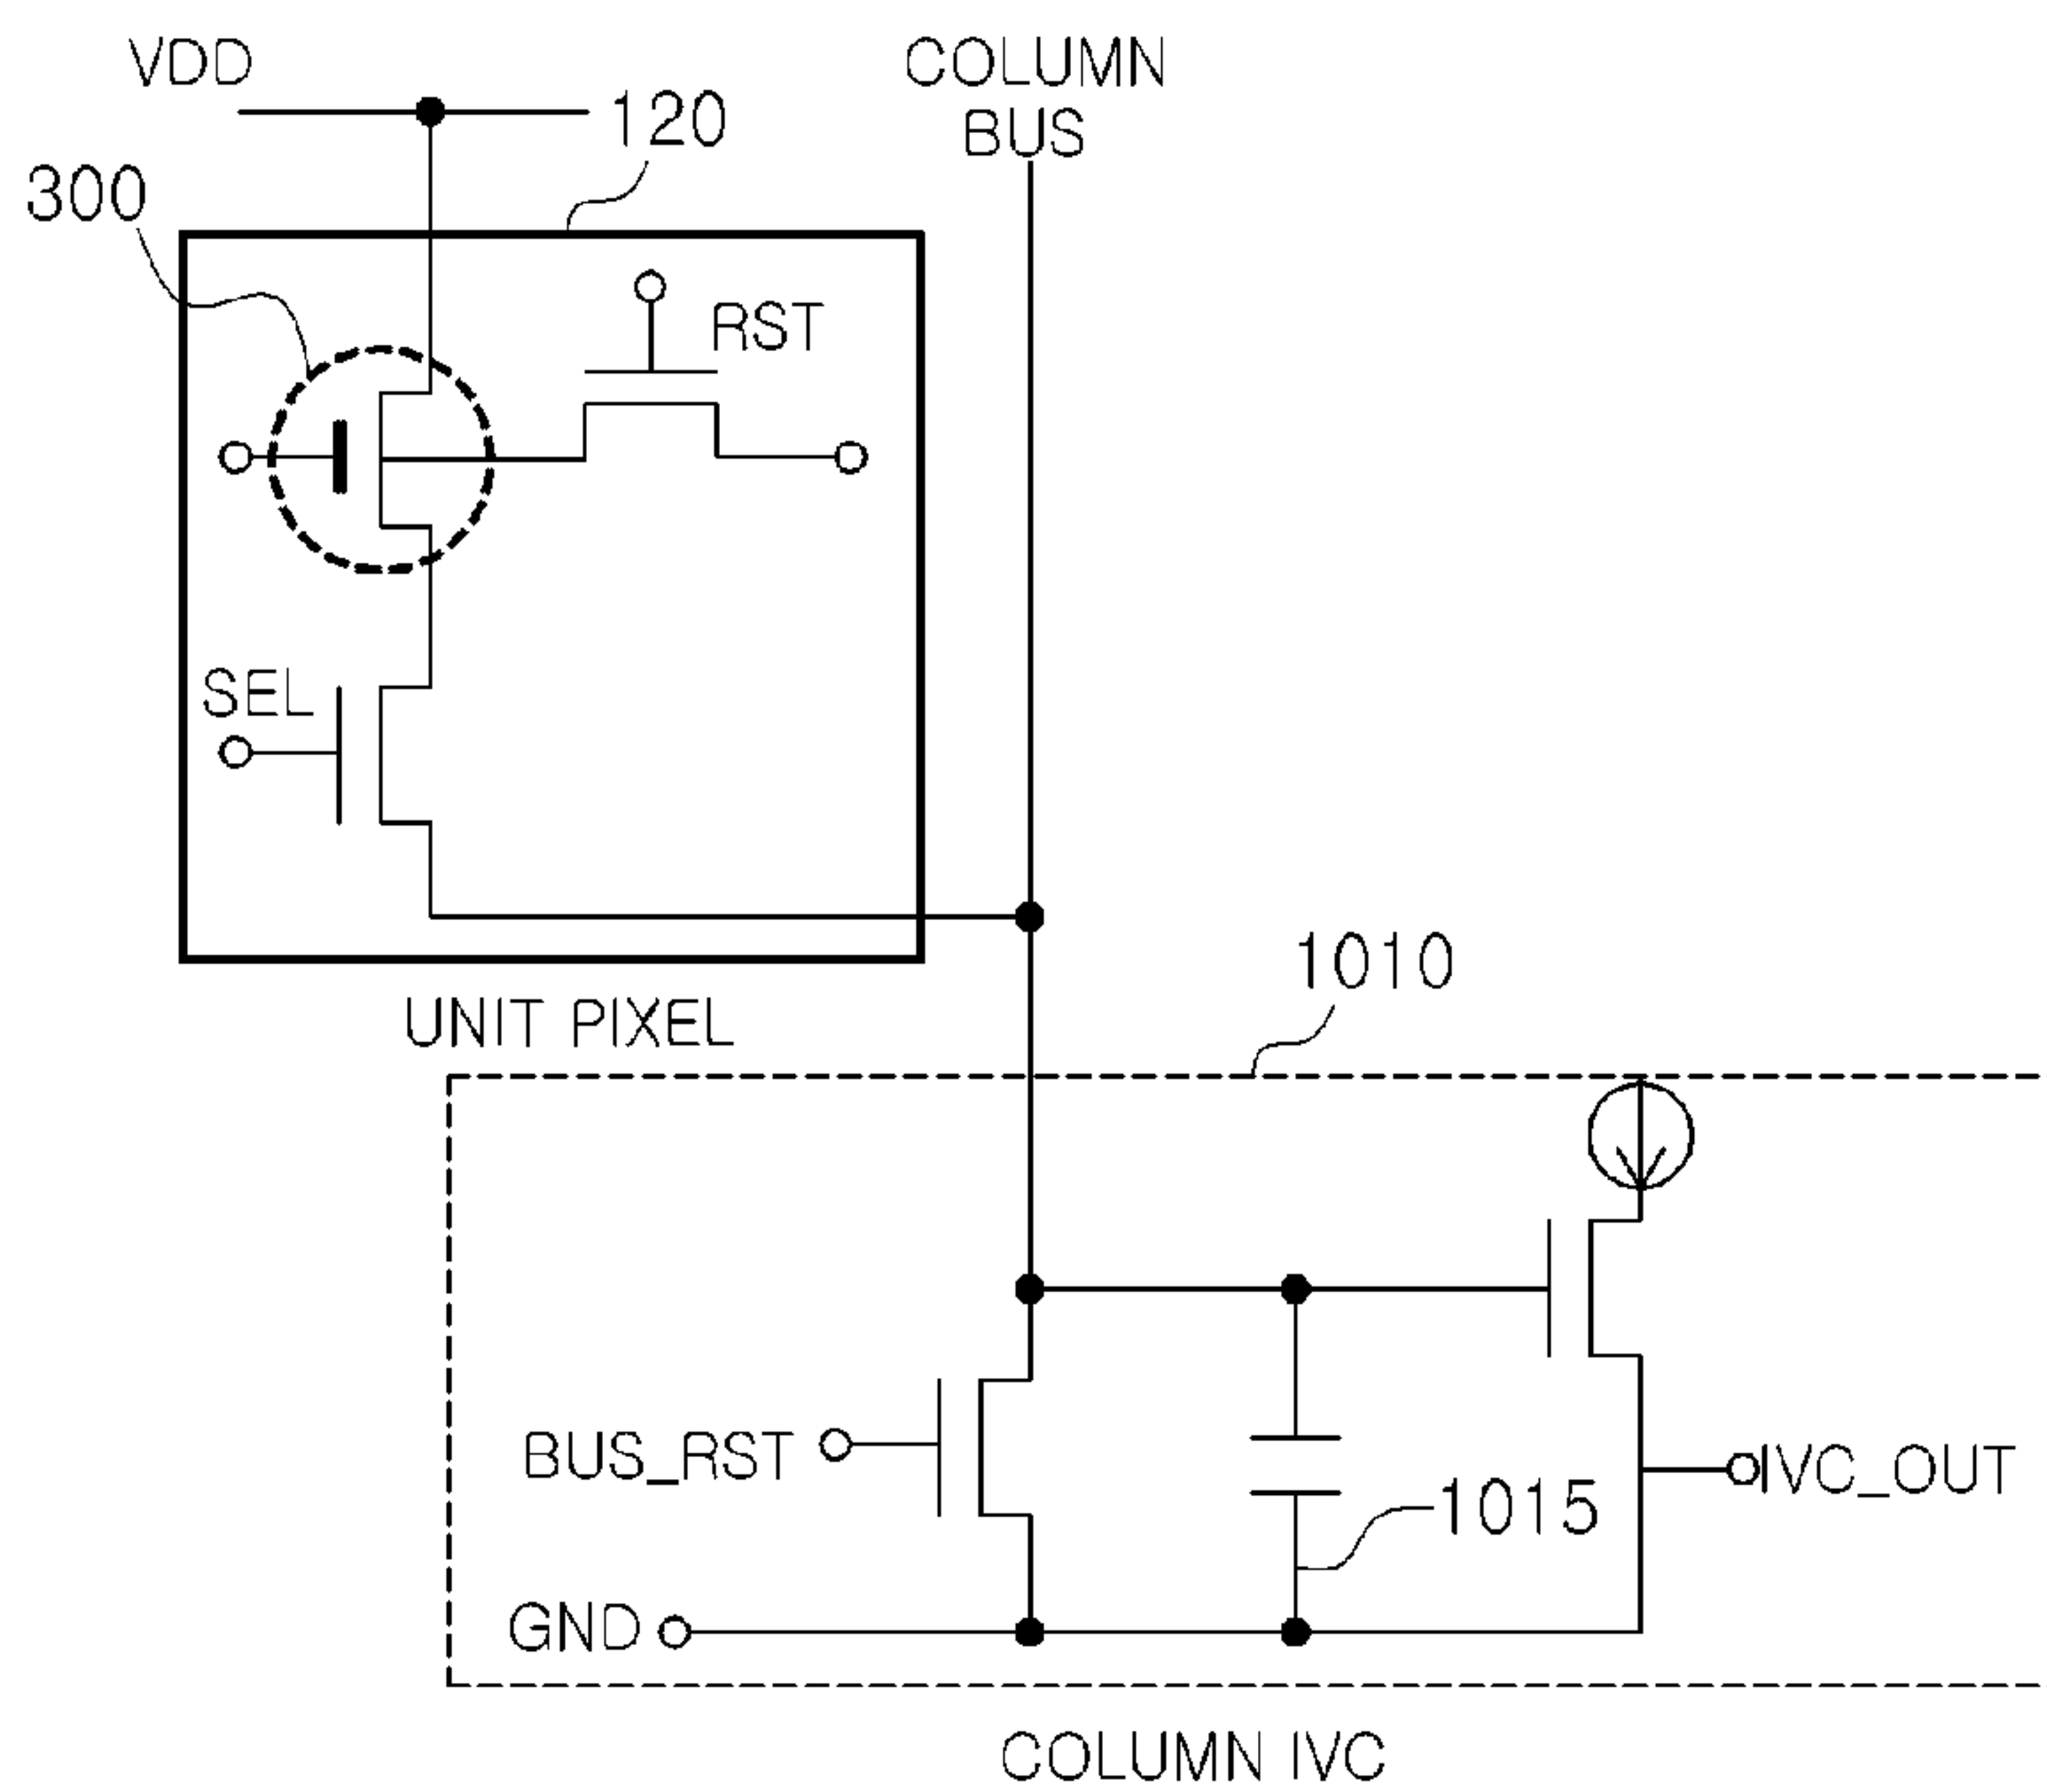 VDD
COLUMN
BUS
120
300
RST
SEL
1010
UNIT PIXEL
BUS_RST
IVC_OUT
1015
GND
COLUMN IVC